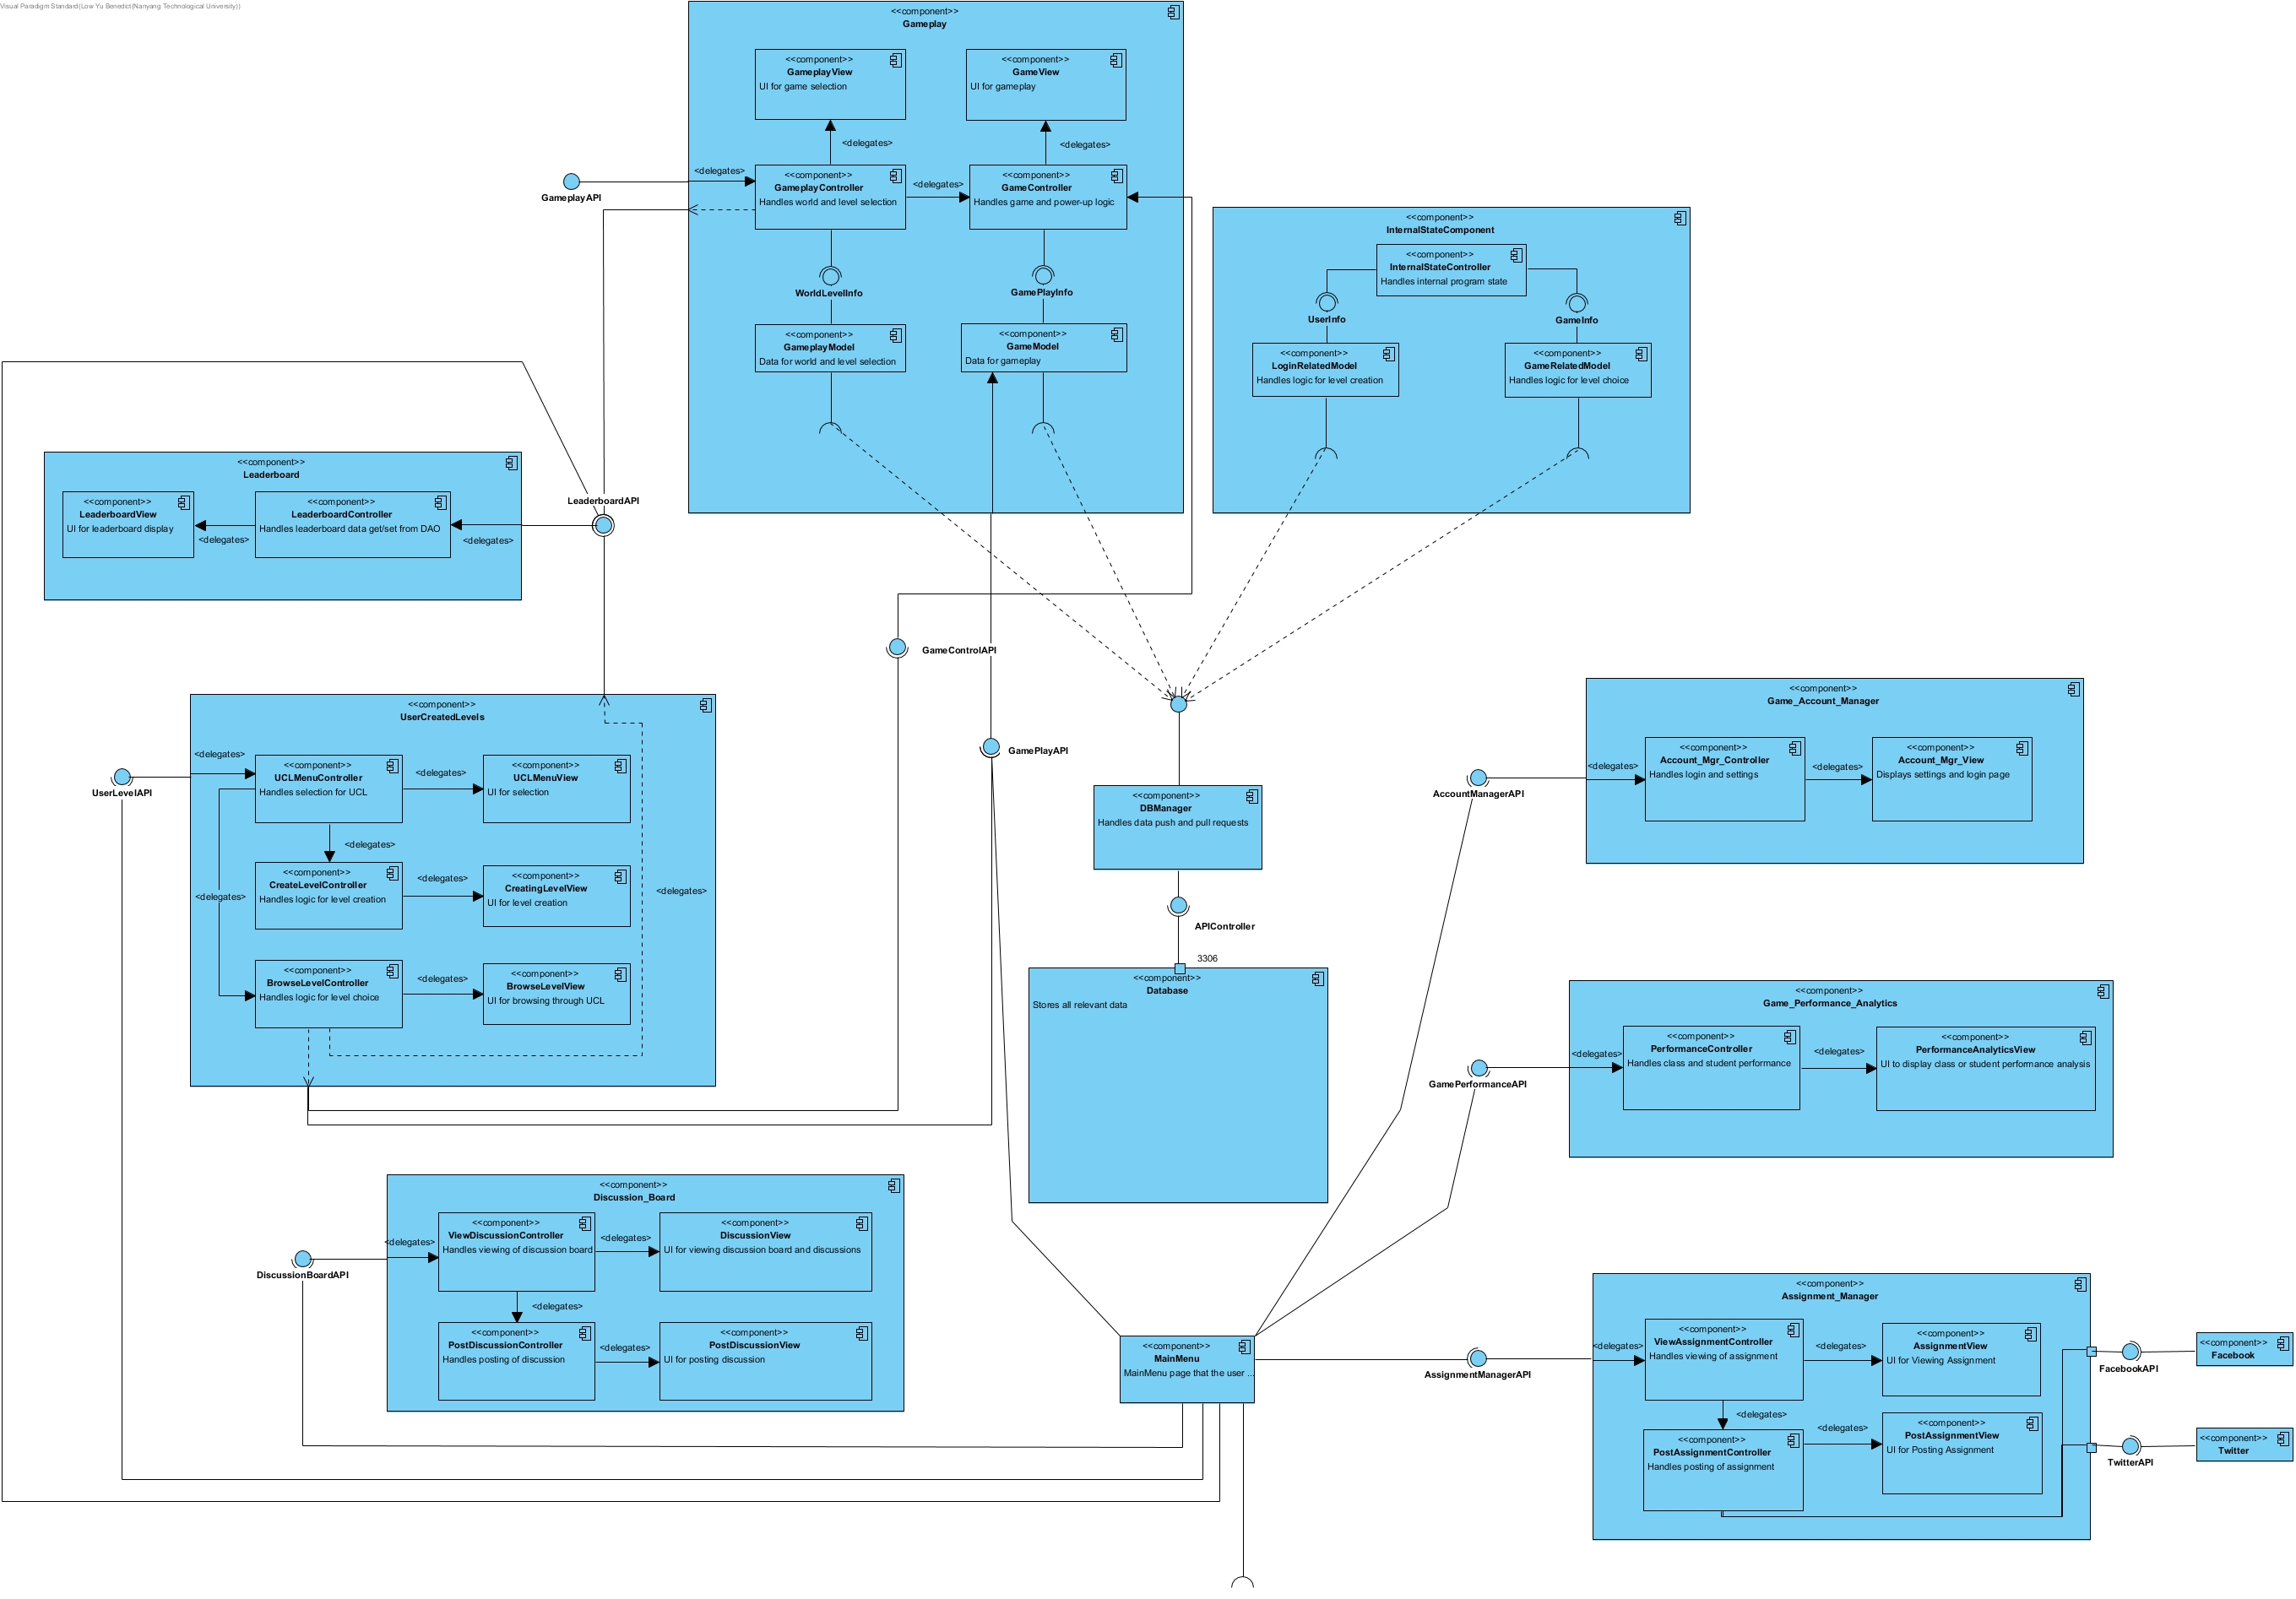 Visual Paradigm Standard(Low Yu Benedict(Nanyang Technological University))
<<component>>
Gameplay
<<component>>
GameplayView
UI for game selection
<<component>>
GameView
UI for gameplay
<delegates>
<delegates>
<delegates>
<<component>>
GameplayController
Handles world and level selection
<delegates>
<<component>>
GameController
Handles game and power-up logic
GameplayAPI
WorldLevelInfo
GamePlayInfo
<<component>>
GameplayModel
Data for world and level selection
<<component>>
GameModel
Data for gameplay
<<component>>
InternalStateComponent
<<component>>
InternalStateController
Handles internal program state
UserInfo
GameInfo
<<component>>
LoginRelatedModel
Handles logic for level creation
<<component>>
GameRelatedModel
Handles logic for level choice
<<component>>
Leaderboard
<<component>>
LeaderboardView
UI for leaderboard display
<<component>>
LeaderboardController
Handles leaderboard data get/set from DAO
<delegates>
<delegates>
LeaderboardAPI
GameControlAPI
GamePlayAPI
<<component>>
UserCreatedLevels
<delegates>
<<component>>
UCLMenuController
Handles selection for UCL
<delegates>
<<component>>
UCLMenuView
UI for selection
UserLevelAPI
<delegates>
<<component>>
CreateLevelController
Handles logic for level creation
<delegates>
<<component>>
CreatingLevelView
UI for level creation
<delegates>
<delegates>
<<component>>
BrowseLevelController
Handles logic for level choice
<delegates>
<<component>>
BrowseLevelView
UI for browsing through UCL
<<component>>
DBManager
Handles data push and pull requests
APIController
3306
<<component>>
Database
Stores all relevant data
<<component>>
Game_Account_Manager
AccountManagerAPI
<delegates>
<<component>>
Account_Mgr_Controller
Handles login and settings
<delegates>
<<component>>
Account_Mgr_View
Displays settings and login page
<<component>>
Game_Performance_Analytics
GamePerformanceAPI
<delegates>
<<component>>
PerformanceController
Handles class and student performance
<delegates>
<<component>>
PerformanceAnalyticsView
UI to display class or student performance analysis
<<component>>
Discussion_Board
DiscussionBoardAPI
<delegates>
<<component>>
ViewDiscussionController
Handles viewing of discussion board
<delegates>
<<component>>
DiscussionView
UI for viewing discussion board and discussions
<delegates>
<<component>>
PostDiscussionController
Handles posting of discussion
<delegates>
<<component>>
PostDiscussionView
UI for posting discussion
<<component>>
MainMenu
MainMenu page that the user ...
AssignmentManagerAPI
<<component>>
Assignment_Manager
<delegates>
<<component>>
ViewAssignmentController
Handles viewing of assignment
<delegates>
<<component>>
AssignmentView
UI for Viewing Assignment
<delegates>
<<component>>
PostAssignmentController
Handles posting of assignment
<delegates>
<<component>>
PostAssignmentView
UI for Posting Assignment
FacebookAPI
<<component>>
Facebook
TwitterAPI
<<component>>
Twitter